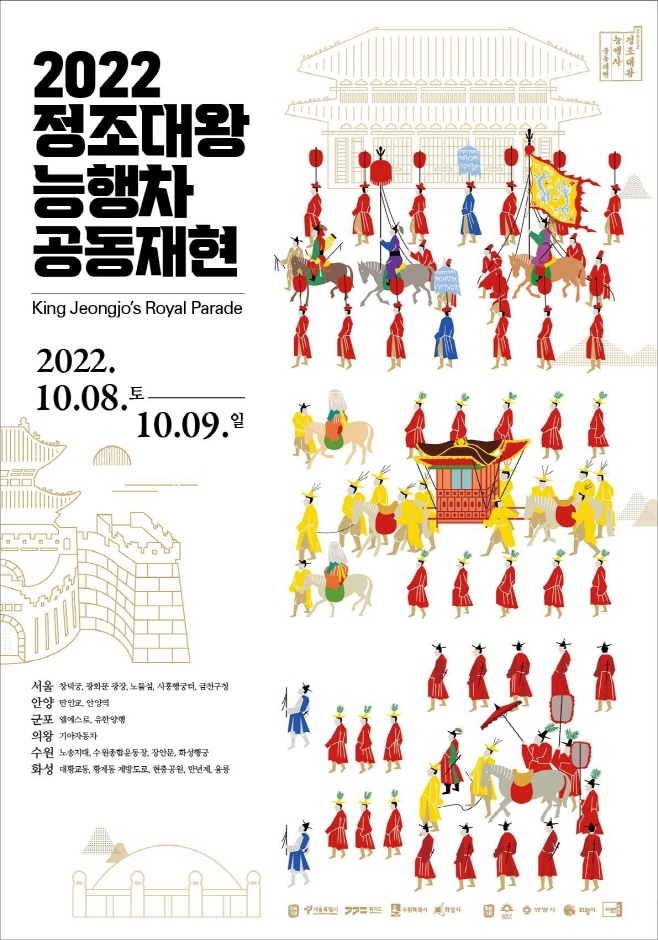 2022
정조대왕
능행차
공동재현
King Jeongjo's Royal Parade
2022.
10.08.토
10.09.일
정조대왕
능행차
공동재현
서울 창덕궁, 광화문 광장, 노들섬, 시흥행궁터, 금천구청
안양 만안교, 안양역
군포 엘에스로, 유한양행
의왕 기아자동차
수원 노송지대, 수원종합운동장, 장안문, 화성행궁
화성 대황교동, 황계동 제방도로, 현충공원, 만년제, 융릉
서울특별시
경기도
수원특례시
화성시
안양시
의왕시